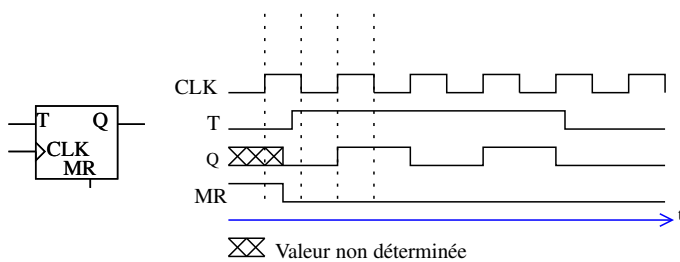 T Q
CLK
MR
CLK
T
Q
MR
t
Valeur non déterminée